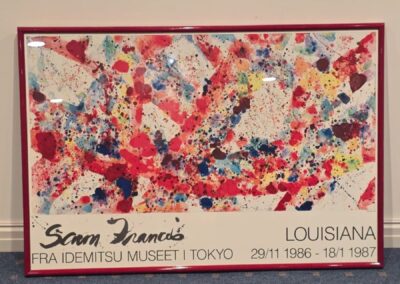 Sam Francis
LOUISIANA
FRA IDEMITSU MUSEET I TOKYO 29/11 1986 - 18/1 1987